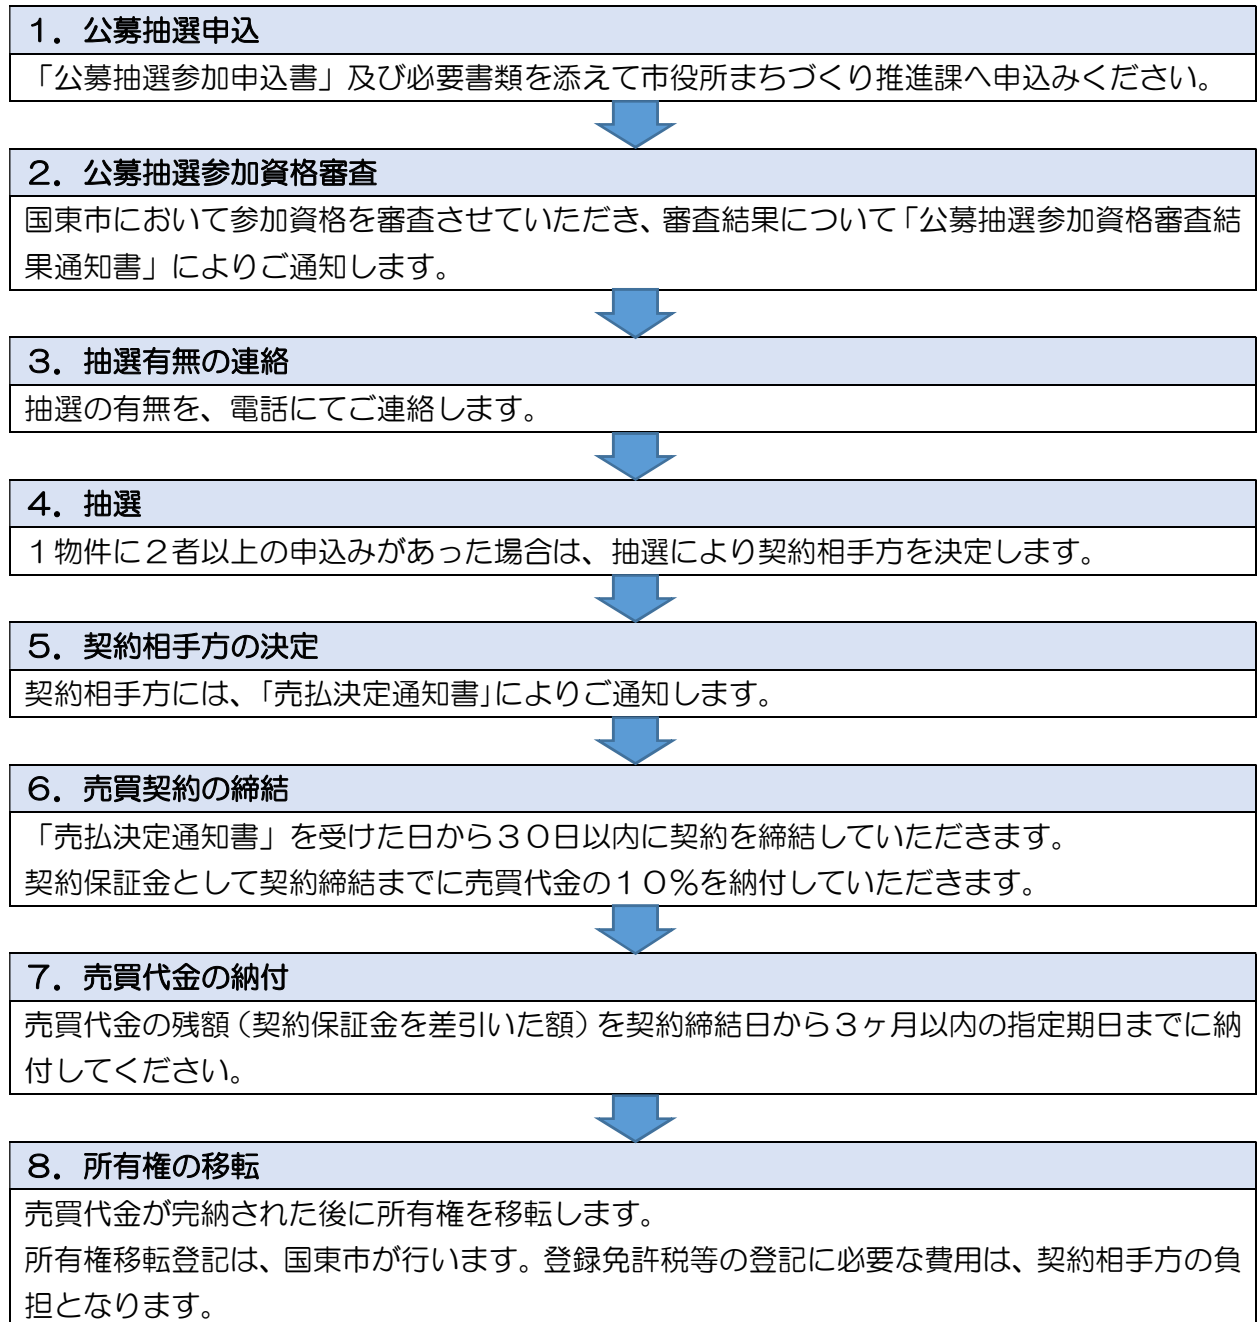 １．公募抽選申込
「公募抽選参加申込書」及び必要書類を添えて市役所まちづくり推進課へ申込みください。
２．公募抽選参加資格審査
国東市において参加資格を審査させていただき、審査結果について「公募抽選参加資格審査結
果通知書」によりご通知します。
３．抽選有無の連絡
抽選の有無を、電話にてご連絡します。
４．抽選
１物件に２者以上の申込みがあった場合は、抽選により契約相手方を決定します。
５．契約相手方の決定
契約相手方には、「売払決定通知書」によりご通知します。
６．売買契約の締結
「売払決定通知書」を受けた日から３０日以内に契約を締結していただきます。
契約保証金として契約締結までに売買代金の１０％を納付していただきます。
７．売買代金の納付
売買代金の残額（契約保証金を差引いた額）を契約締結日から３ヶ月以内の指定期日までに納
付してください。
８．所有権の移転
売買代金が完納された後に所有権を移転します。
所有権移転登記は、国東市が行います。登録免許税等の登記に必要な費用は、契約相手方の負
担となります。